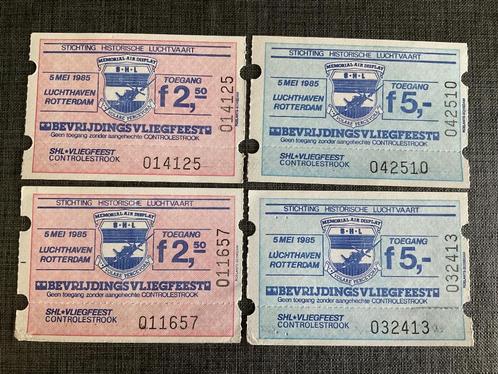 STICHTING HISTORISCHE LUCHTVAART
MEMORIAL AIR DISPLAY
5 MEI 1985
S-H-L
TOEGANG
LUCHTHAVEN
ROTTERDAM
f 2,50
014125
BEVRIJDINGSVLIEGFEEST
Geen toegang zonder aangehechte CONTROLESTROOK
SHL•VLIEGFEEST
CONTROLESTROOK
014125
STICHTING HISTORISCHE LUCHTVAART
MEMORIAL AIR DISPLAY
5 MEI 1985
S-H-L
TOEGANG
LUCHTHAVEN
ROTTERDAM
f 5,-
042510
BEVRIJDINGSVLIEGFEEST
Geen toegang zonder aangehechte CONTROLESTROOK
SHL•VLIEGFEEST
CONTROLESTROOK
042510
STICHTING HISTORISCHE LUCHTVAART
MEMORIAL AIR DISPLAY
5 MEI 1985
S-H-L
TOEGANG
LUCHTHAVEN
ROTTERDAM
f 2,50
011657
BEVRIJDINGSVLIEGFEEST
Geen toegang zonder aangehechte CONTROLESTROOK
SHL•VLIEGFEEST
CONTROLESTROOK
011657
STICHTING HISTORISCHE LUCHTVAART
MEMORIAL AIR DISPLAY
5 MEI 1985
S-H-L
TOEGANG
LUCHTHAVEN
ROTTERDAM
f 5,-
032413
BEVRIJDINGSVLIEGFEEST
Geen toegang zonder aangehechte CONTROLESTROOK
SHL•VLIEGFEEST
CONTROLESTROOK
032413